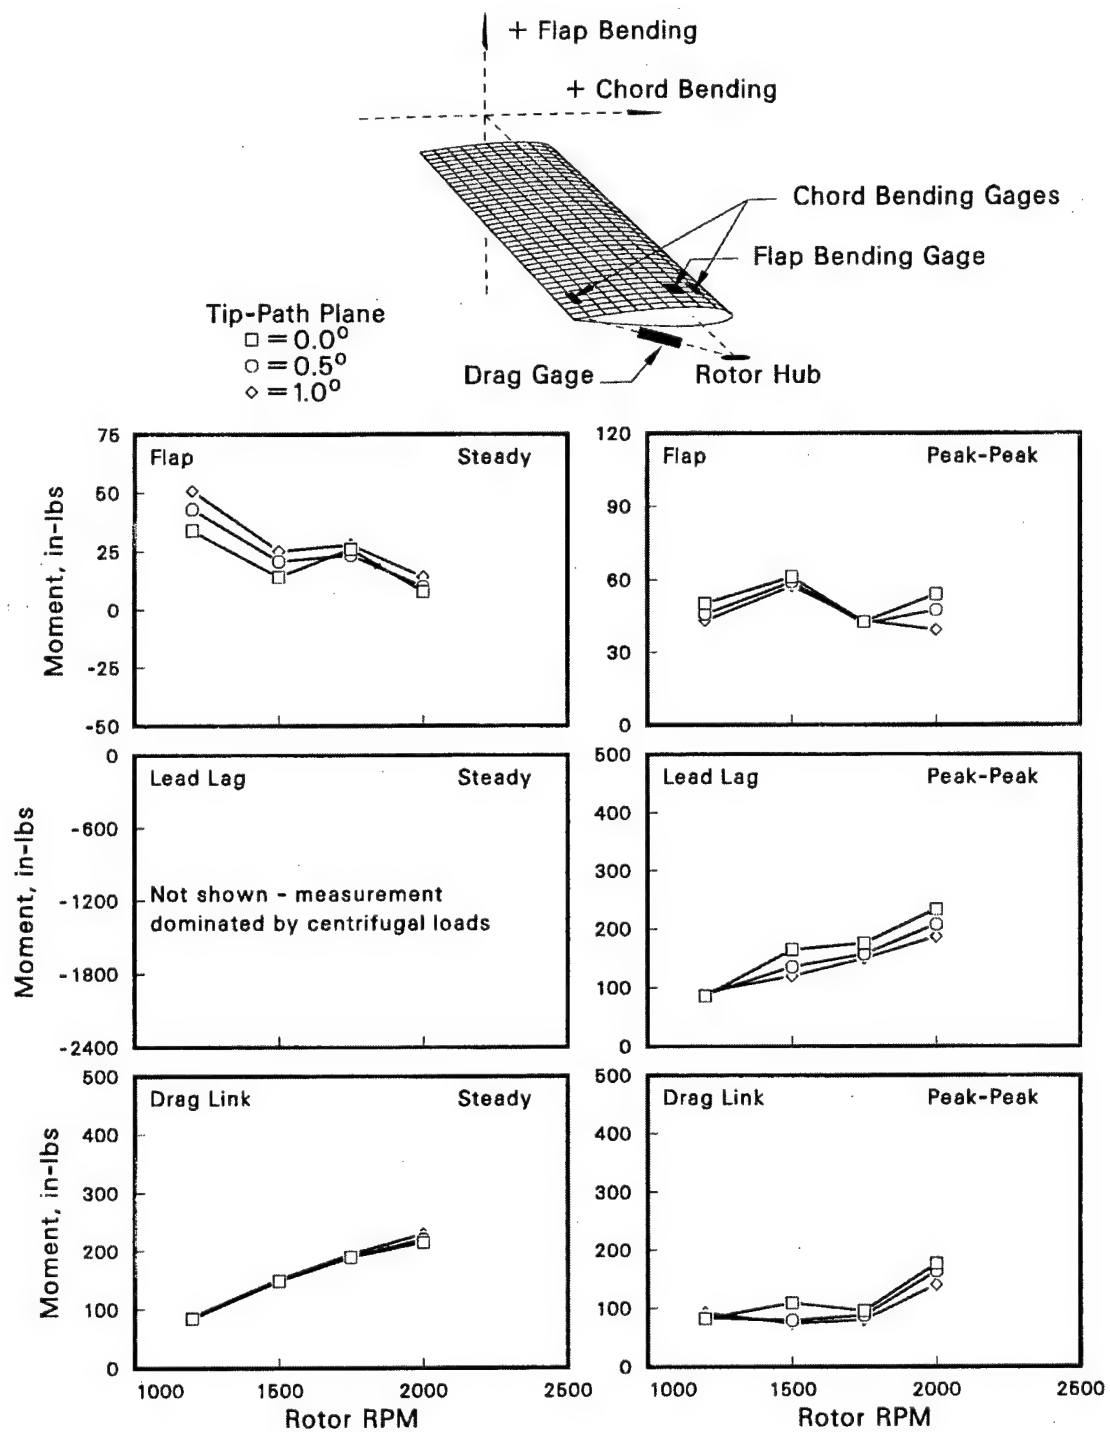 + Flap Bending
+ Chord Bending
Chord Bending Gages
Flap Bending Gage
Tip-Path Plane
□ = 0.0⁰
○ = 0.5⁰
◇ = 1.0⁰
Drag Gage
Rotor Hub
75
50
25
0
-25
-50
Moment, in-lbs
Flap
Steady
120
90
60
30
0
Flap
Peak-Peak
0
-600
-1200
-1800
-2400
Moment, in-lbs
Lead Lag
Steady
Not shown - measurement
dominated by centrifugal loads
500
400
300
200
100
0
Lead Lag
Peak-Peak
500
400
300
200
100
0
Moment, in-lbs
Drag Link
Steady
1000 1500 2000 2500
Rotor RPM
500
400
300
200
100
0
Drag Link
Peak-Peak
1000 1500 2000 2500
Rotor RPM